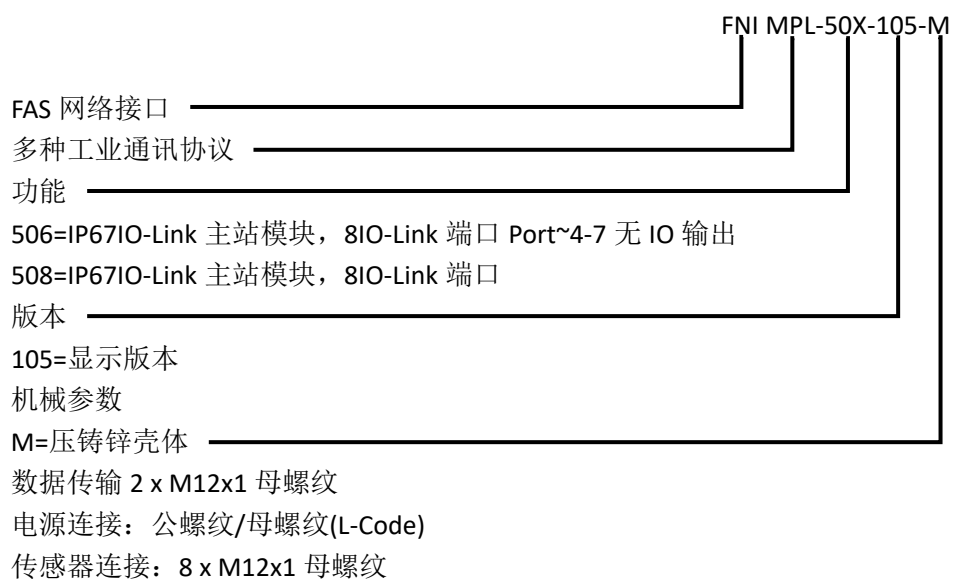 FNI MPL-50X-105-M
FAS 网络接口
多种工业通讯协议
功能
506=IP67IO-Link 主站模块，8IO-Link 端口 Port~4-7 无 IO 输出
508=IP67IO-Link 主站模块，8IO-Link 端口
版本
105=显示版本
机械参数
M=压铸锌壳体
数据传输 2 x M12x1 母螺纹
电源连接：公螺纹/母螺纹(L-Code)
传感器连接：8 x M12x1 母螺纹